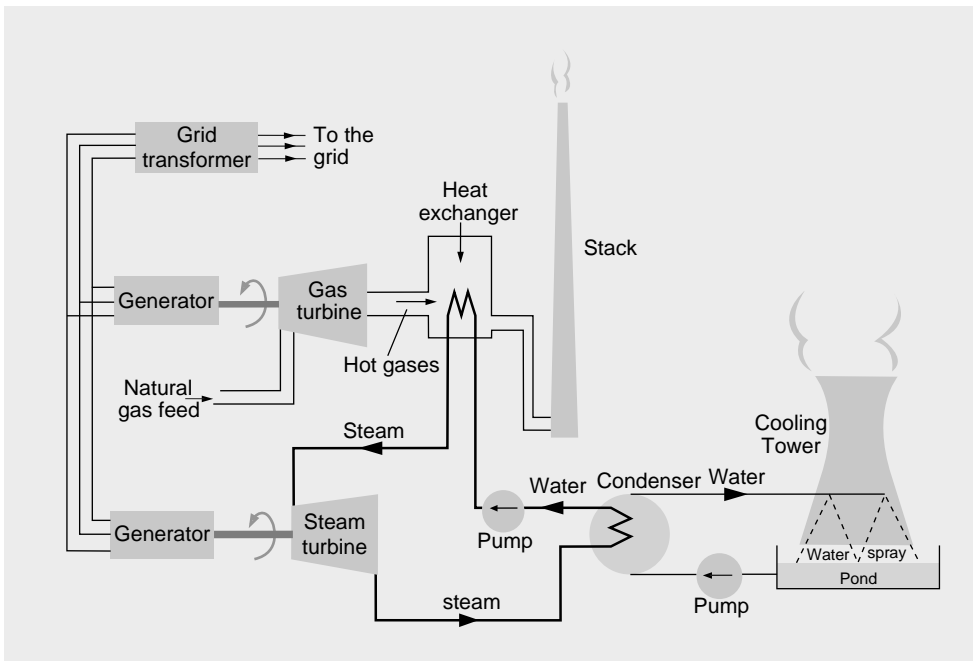 Grid
transformer
To the
grid
Heat
exchanger
Stack
Generator
Gas
turbine
Hot gases
Natural
gas feed
Steam
Cooling
Tower
Generator
Steam
turbine
Water
Pump
Condenser
Water
Water
spray
Pond
steam
Pump